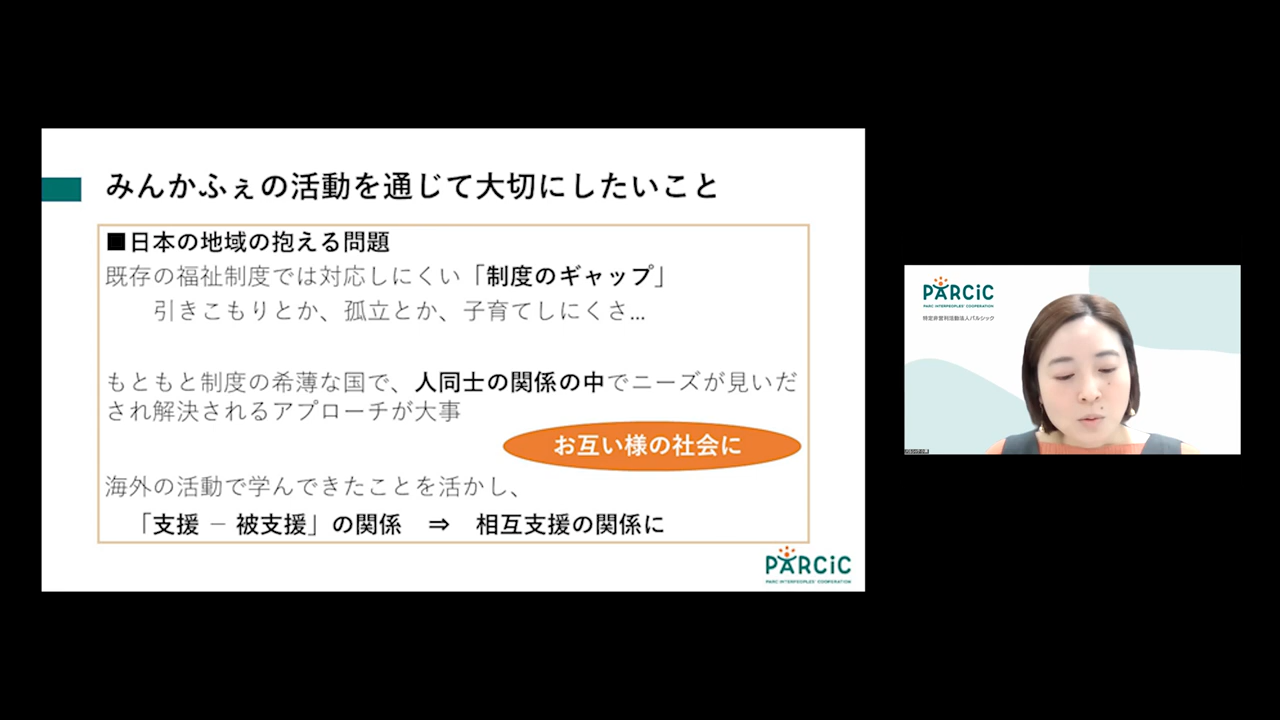 みんかふぇの活動を通じて大切にしたいこと
■日本の地域の抱える問題
既存の福祉制度では対応しにくい「制度のギャップ」
引きこもりとか、孤立とか、子育てしにくさ…
もともと制度の希薄な国で、人同士の関係の中でニーズが見いだ
され解決されるアプローチが大事
お互い様の社会に
海外の活動で学んできたことを活かし、
「支援 － 被支援」の関係　⇒　相互支援の関係に
PARCiC
PARC INTERPEOPLES' COOPERATION
PARCiC
PARC INTERPEOPLES' COOPERATION
特定非営利活動法人パルシック